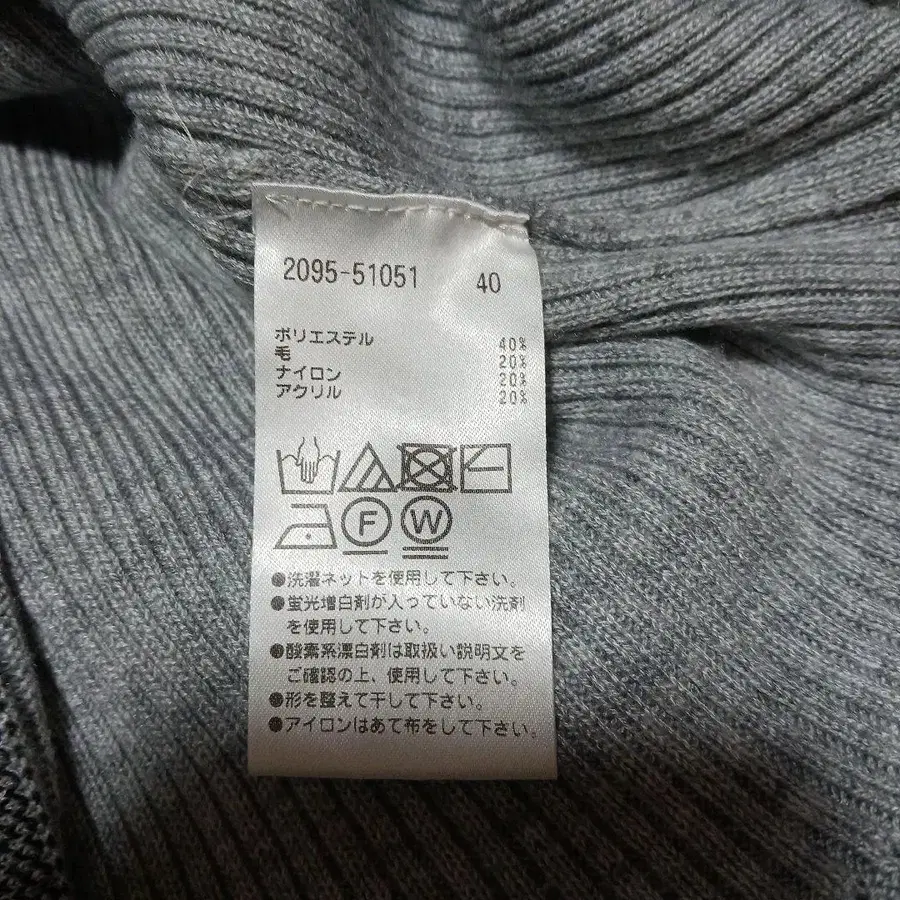 2095-51051 40
ポリエステル 40%
毛 20%
ナイロン 20%
アクリル 20%
F W
●洗濯ネットを使用して下さい。
●蛍光増白剤が入っていない洗剤
を使用して下さい。
●酸素系漂白剤は取扱い説明文を
ご確認の上、使用して下さい。
●形を整えて干して下さい。
●アイロンはあて布をして下さい。